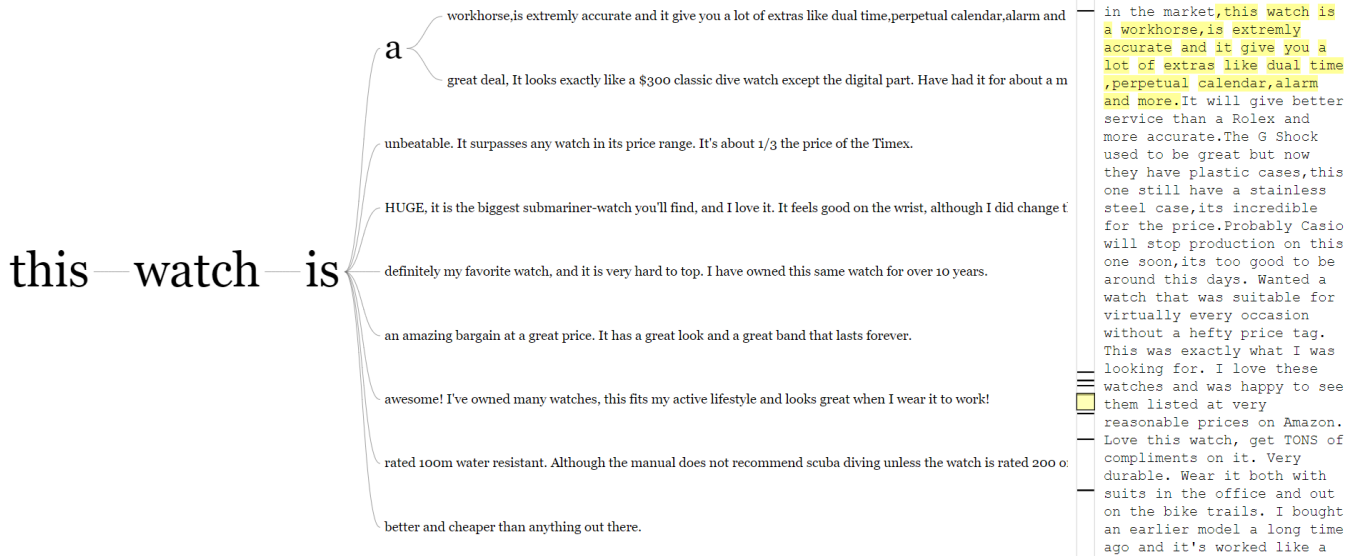 this watch is
a
workhorse,is extremly accurate and it give you a lot of extras like dual time,perpetual calendar,alarm and
great deal, It looks exactly like a $300 classic dive watch except the digital part. Have had it for about a m
unbeatable. It surpasses any watch in its price range. It's about 1/3 the price of the Timex.
HUGE, it is the biggest submariner-watch you'll find, and I love it. It feels good on the wrist, although I did change t
definitely my favorite watch, and it is very hard to top. I have owned this same watch for over 10 years.
an amazing bargain at a great price. It has a great look and a great band that lasts forever.
awesome! I've owned many watches, this fits my active lifestyle and looks great when I wear it to work!
rated 100m water resistant. Although the manual does not recommend scuba diving unless the watch is rated 200 o
better and cheaper than anything out there.
in the market,this watch is
a workhorse,is extremly
accurate and it give you a
lot of extras like dual time
,perpetual calendar,alarm
and more.It will give better
service than a Rolex and
more accurate.The G Shock
used to be great but now
they have plastic cases,this
one still have a stainless
steel case,its incredible
for the price.Probably Casio
will stop production on this
one soon,its too good to be
around this days. Wanted a
watch that was suitable for
virtually every occasion
without a hefty price tag.
This was exactly what I was
looking for. I love these
watches and was happy to see
them listed at very
reasonable prices on Amazon.
Love this watch, get TONS of
compliments on it. Very
durable. Wear it both with
suits in the office and out
on the bike trails. I bought
an earlier model a long time
ago and it's worked like a